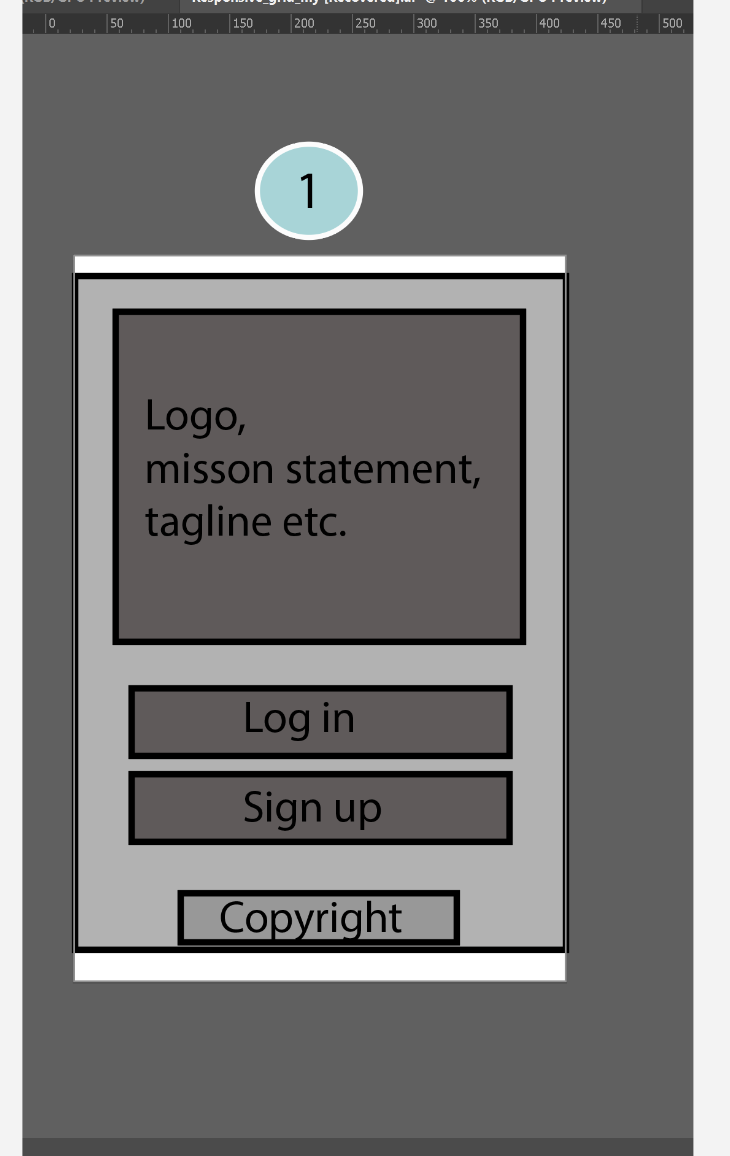 0 50 100 150 200 250 300 350 400 450 500
1
Logo,
misson statement,
tagline etc.
Log in
Sign up
Copyright